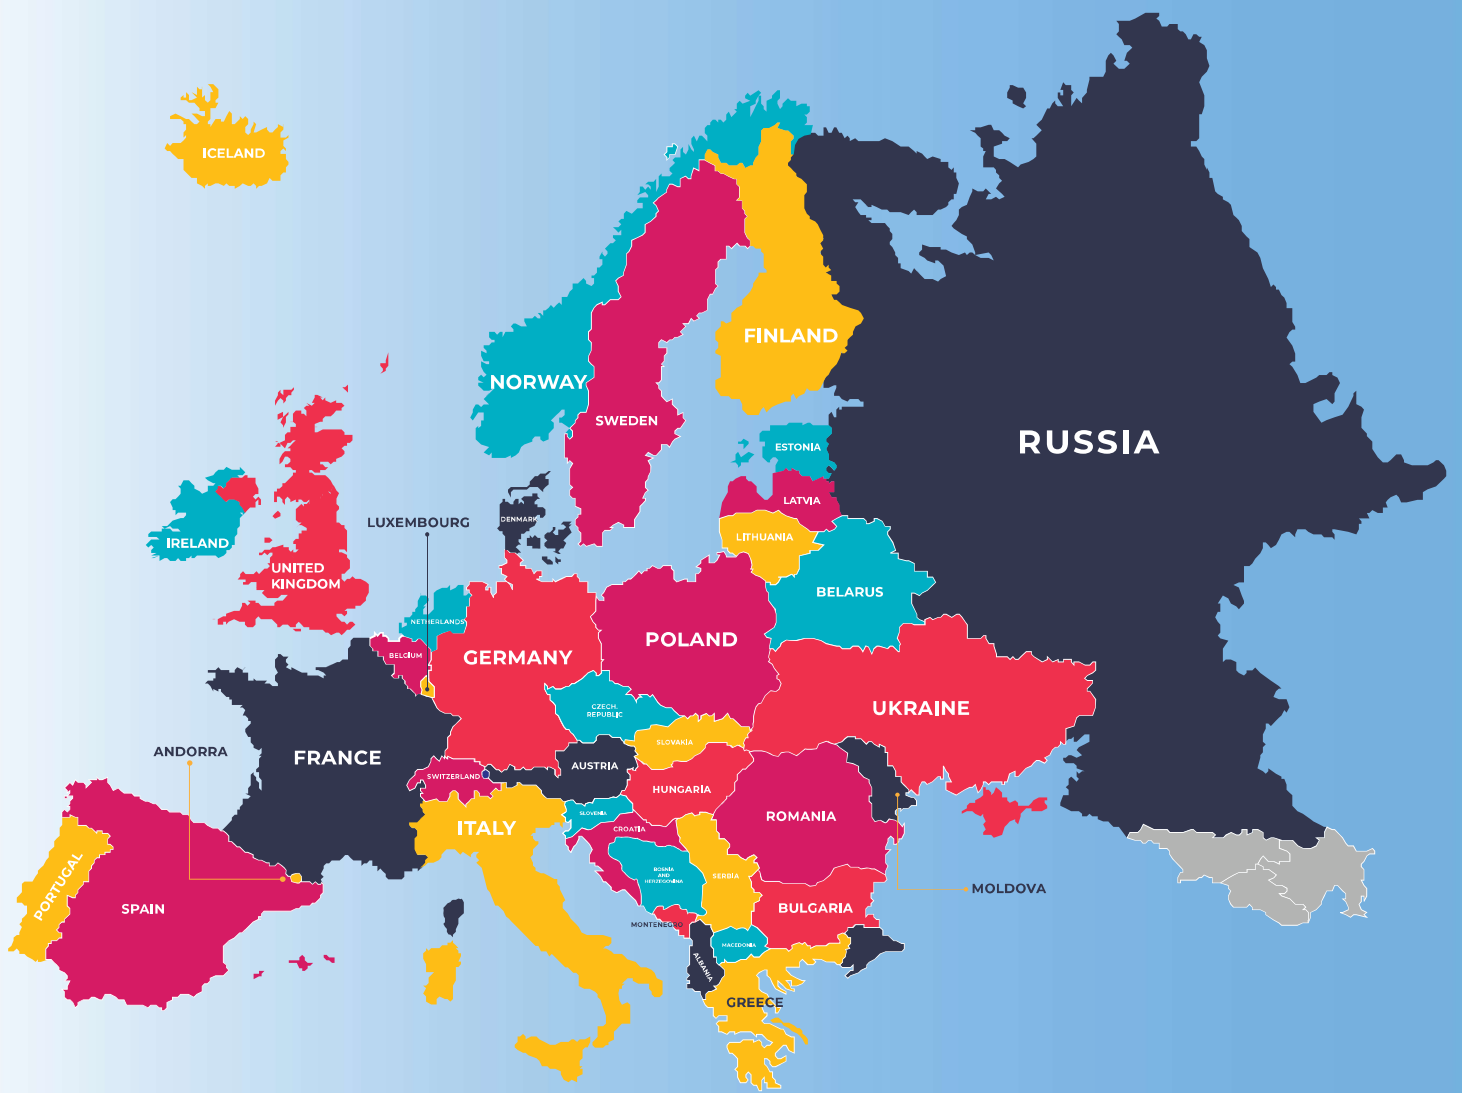 ICELAND
FINLAND
NORWAY
SWEDEN
RUSSIA
ESTONIA
LATVIA
DENMARK
LUXEMBOURG
LITHUANIA
IRELAND
UNITED
KINGDOM
BELARUS
NETHERLANDS
POLAND
BELGIUM
GERMANY
CZECH.
REPUBLIC
UKRAINE
SLOVAKIA
ANDORRA
FRANCE
AUSTRIA
SWITZERLAND
HUNGARIA
SLOVENIA
ROMANIA
ITALY
CROATIA
BOSNIA
AND
HERZEGOVINA
SERBIA
PORTUGAL
MOLDOVA
SPAIN
BULGARIA
MONTENEGRO
MACEDONIA
ALBANIA
GREECE